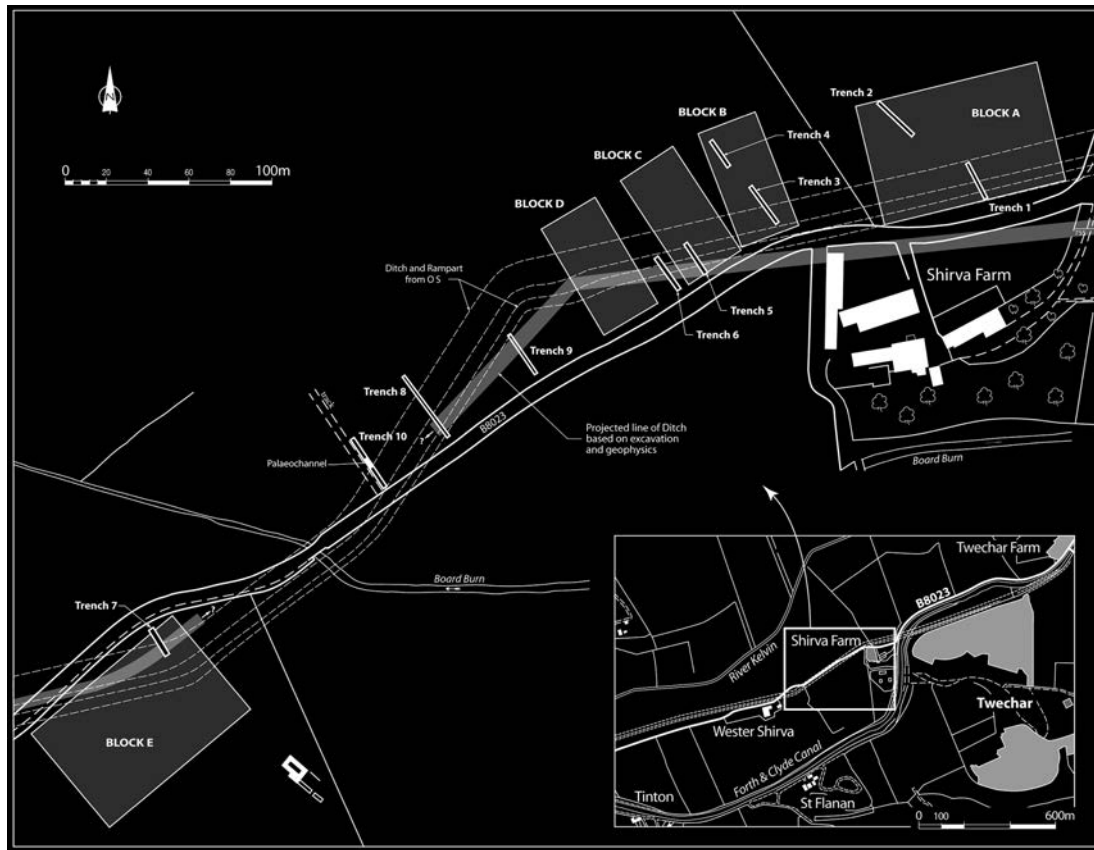 N
0 20 40 60 80 100m
Trench 2
BLOCK A
BLOCK B
Trench 4
BLOCK C
Trench 3
Trench 1
BLOCK D
Ditch and Rampart
from O S
Shirva Farm
Trench 5
Trench 6
Trench 9
Trench 8
B8023
track
?
Projected line of Ditch
based on excavation
and geophysics
Trench 10
Palaeochannel
Board Burn
Board Burn
Trench 7
?
BLOCK E
Twechar Farm
B8023
Shirva Farm
River Kelvin
Twechar
Wester Shirva
Forth & Clyde Canal
Tinton
St Flanan
0 100 600m